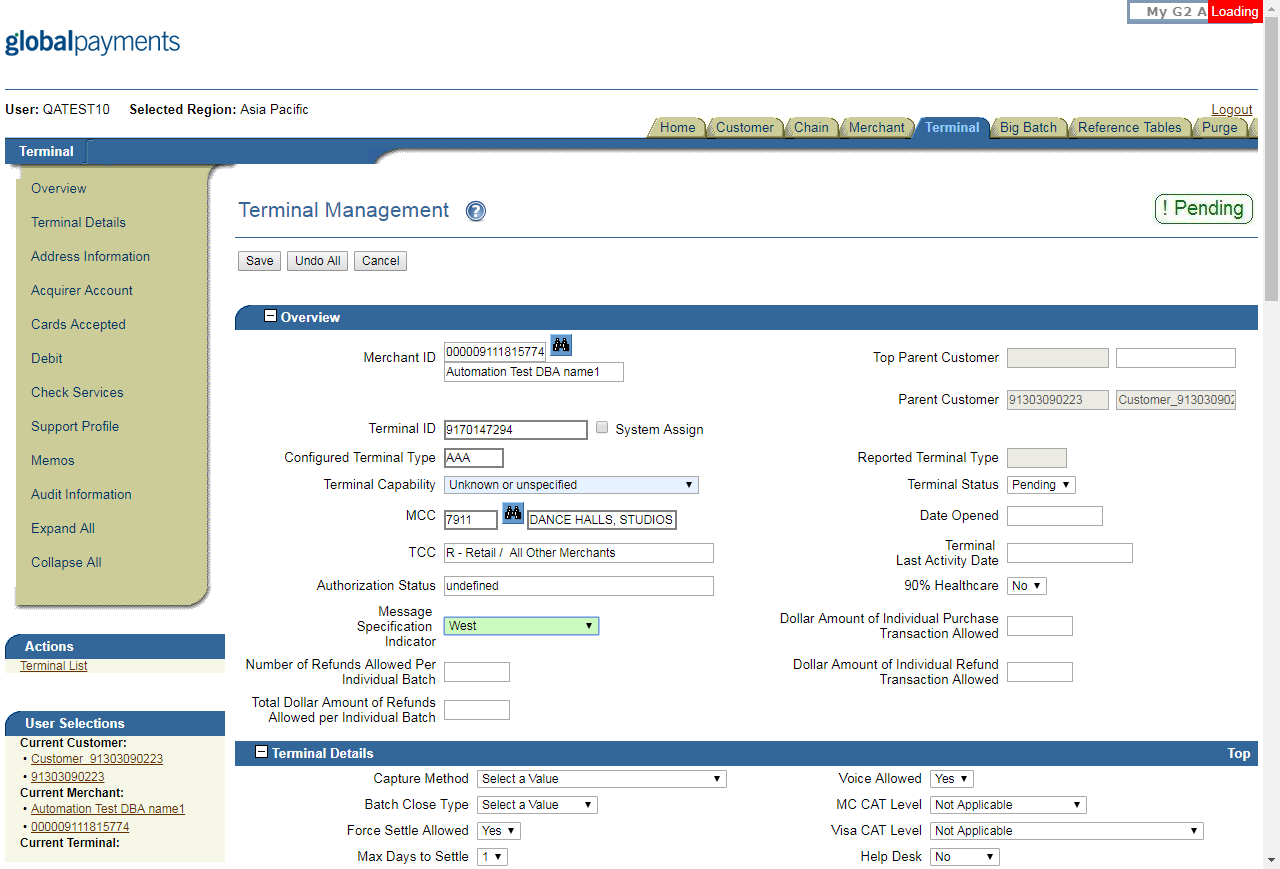 My G2 A Loading
globalpayments
User: QATEST10 Selected Region: Asia Pacific
Logout
Home Customer Chain Merchant Terminal Big Batch Reference Tables Purge
Terminal
Overview
Terminal Details
Address Information
Acquirer Account
Cards Accepted
Debit
Check Services
Support Profile
Memos
Audit Information
Expand All
Collapse All
Actions
Terminal List
User Selections
Current Customer:
• Customer_91303090223
• 91303090223
Current Merchant:
• Automation Test DBA name1
• 000009111815774
Current Terminal:
Terminal Management ?
! Pending
Save Undo All Cancel
Overview
Merchant ID 000009111815774
Automation Test DBA name1
Top Parent Customer
Parent Customer 91303090223 Customer_91303090
Terminal ID 9170147294 System Assign
Configured Terminal Type AAA
Reported Terminal Type
Terminal Capability Unknown or unspecified
Terminal Status Pending
MCC 7911 DANCE HALLS, STUDIOS
Date Opened
TCC R - Retail / All Other Merchants
Terminal
Last Activity Date
Authorization Status undefined
90% Healthcare No
Message
Specification
Indicator
West
Dollar Amount of Individual Purchase
Transaction Allowed
Number of Refunds Allowed Per
Individual Batch
Dollar Amount of Individual Refund
Transaction Allowed
Total Dollar Amount of Refunds
Allowed per Individual Batch
Terminal Details Top
Capture Method Select a Value
Voice Allowed Yes
Batch Close Type Select a Value
MC CAT Level Not Applicable
Force Settle Allowed Yes
Visa CAT Level Not Applicable
Max Days to Settle 1
Help Desk No